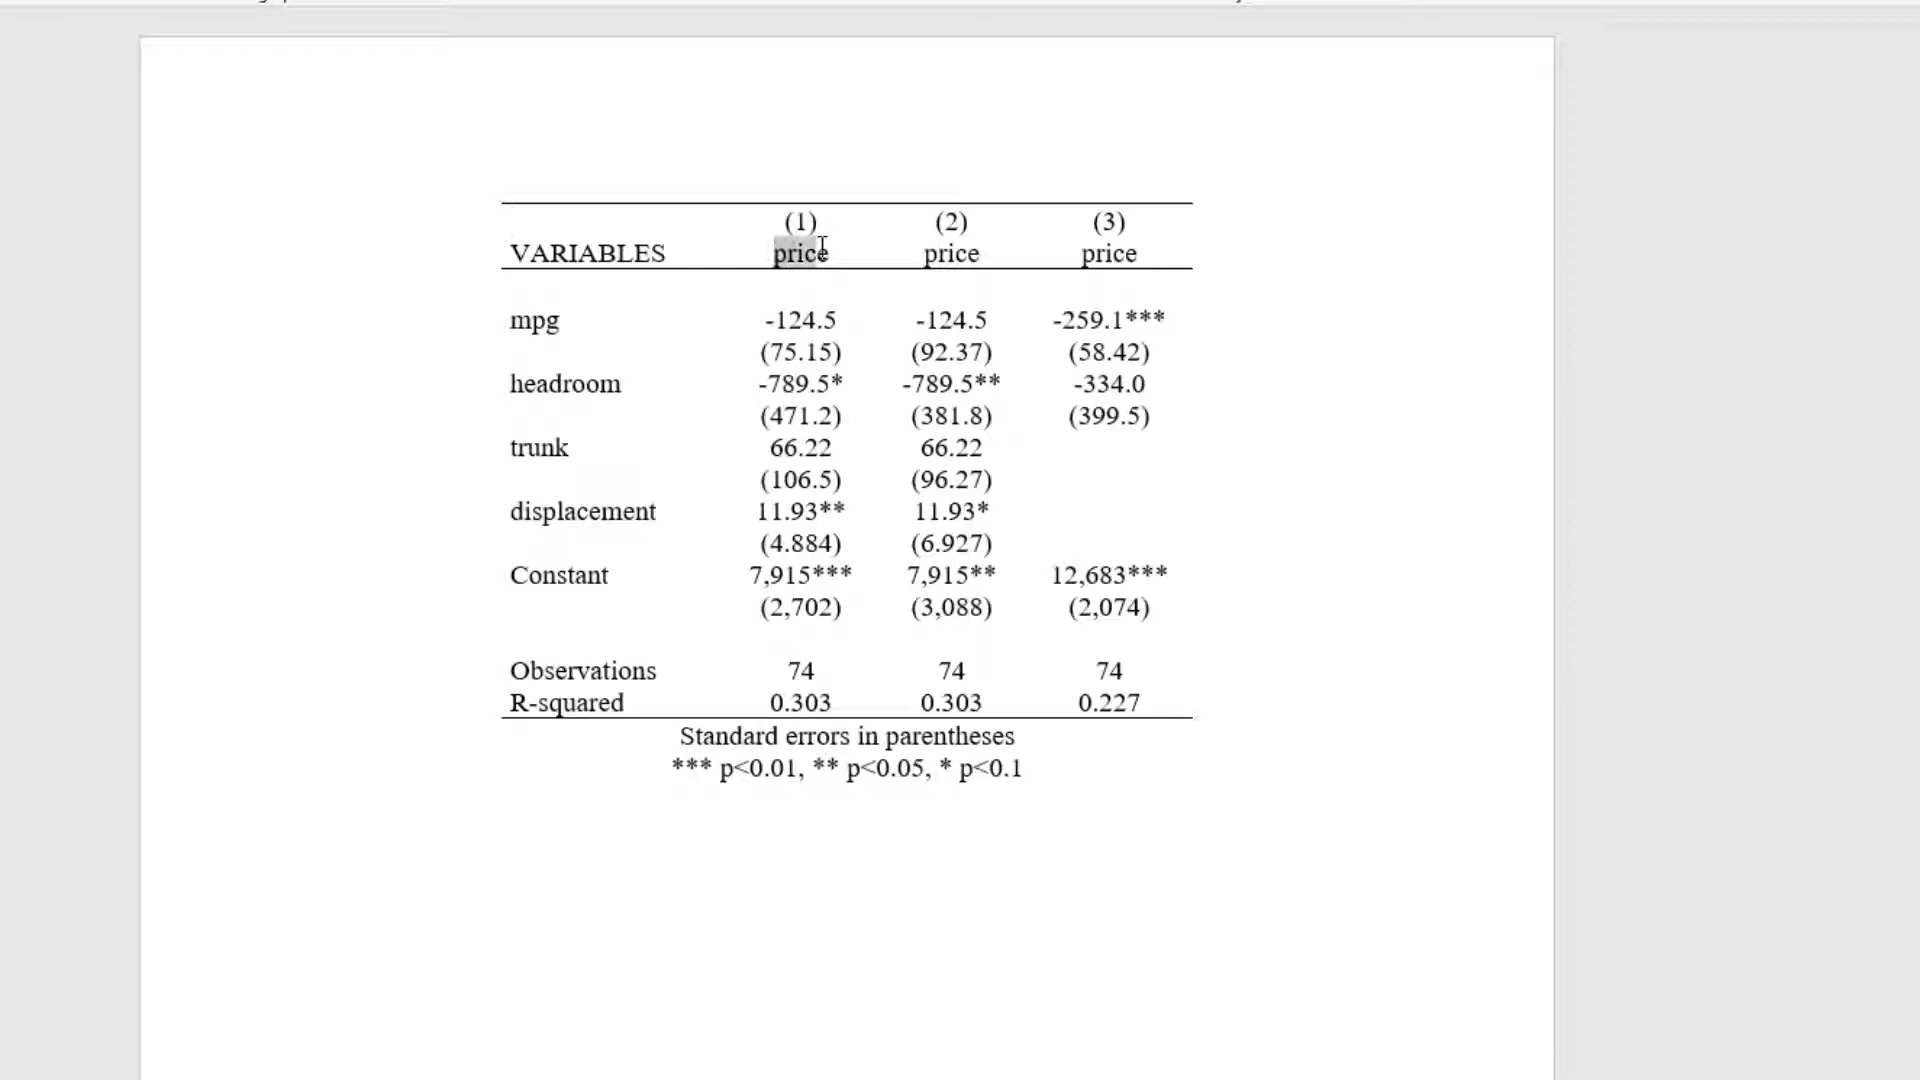 (1) (2) (3)
VARIABLES price price price
mpg -124.5 -124.5 -259.1***
(75.15) (92.37) (58.42)
headroom -789.5* -789.5** -334.0
(471.2) (381.8) (399.5)
trunk 66.22 66.22
(106.5) (96.27)
displacement 11.93** 11.93*
(4.884) (6.927)
Constant 7,915*** 7,915** 12,683***
(2,702) (3,088) (2,074)
Observations 74 74 74
R-squared 0.303 0.303 0.227
Standard errors in parentheses
*** p<0.01, ** p<0.05, * p<0.1